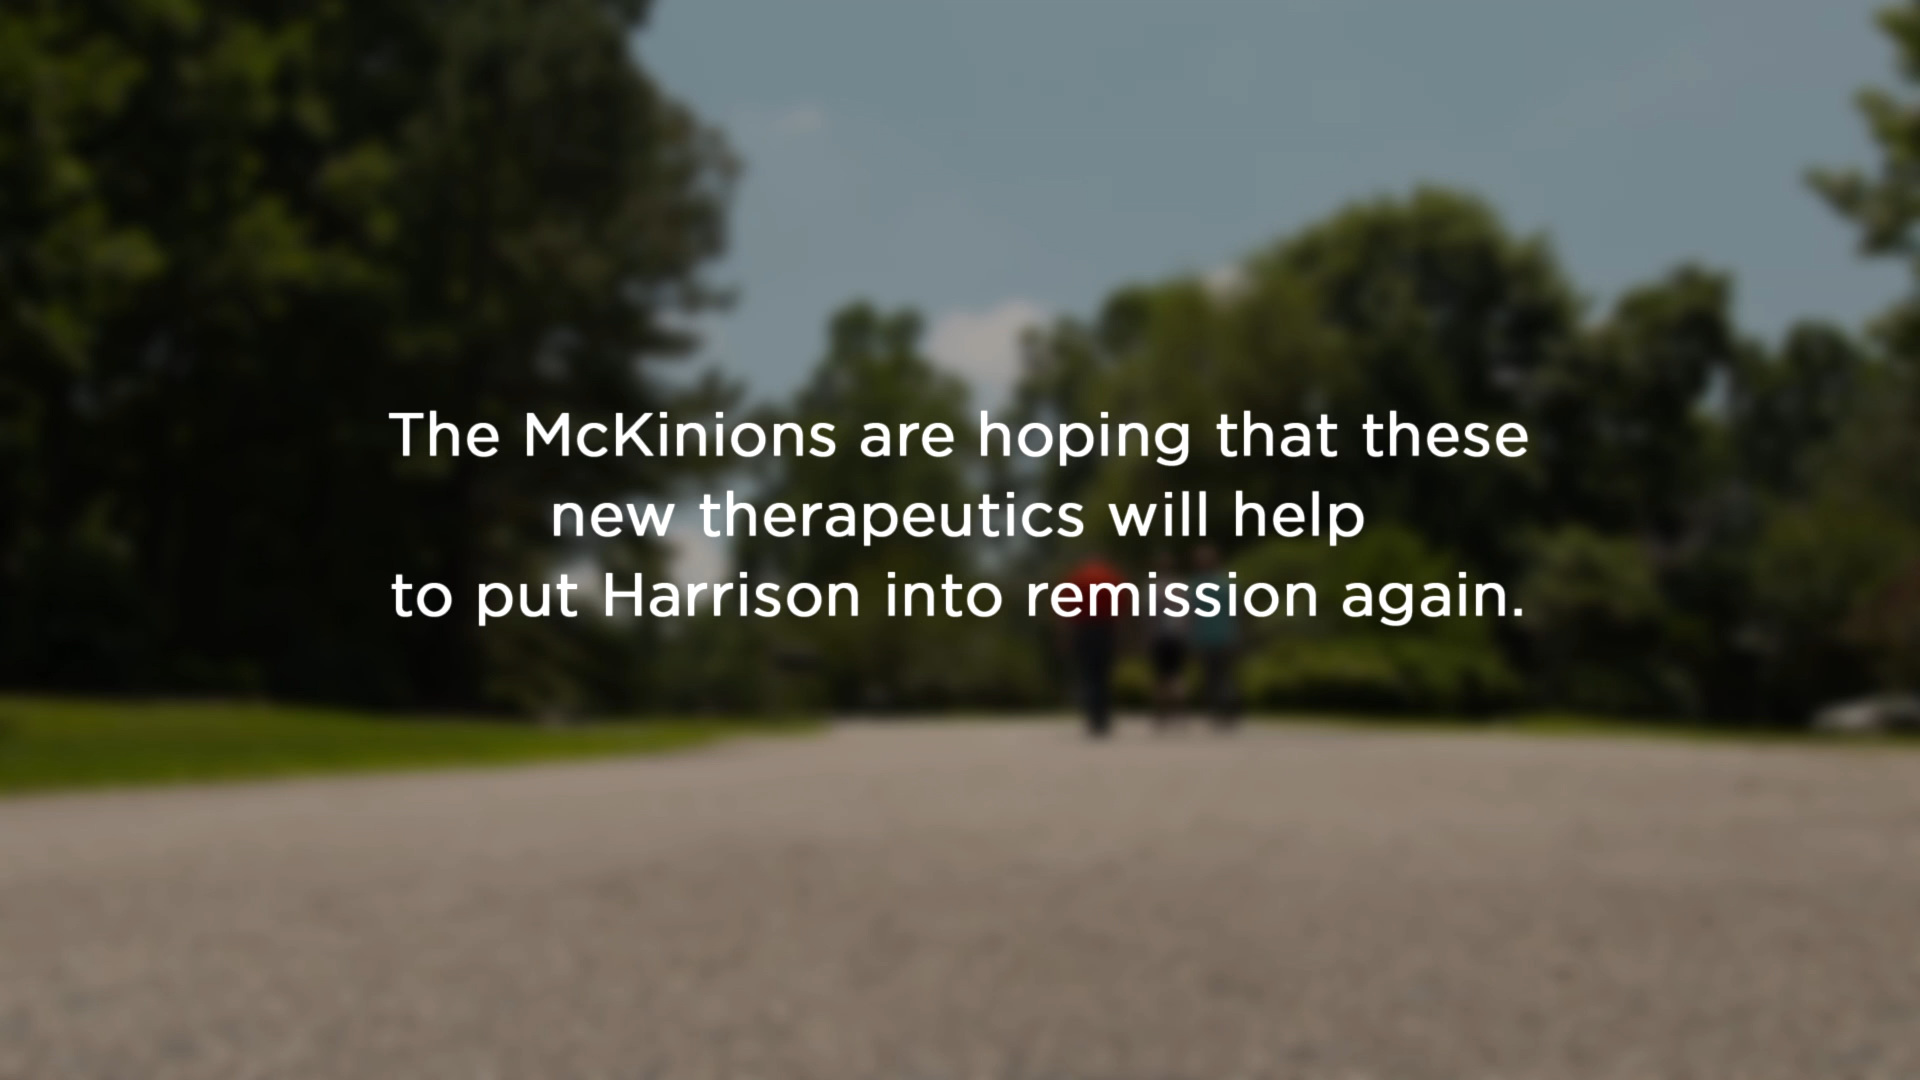 The McKinions are hoping that these
new therapeutics will help
to put Harrison into remission again.